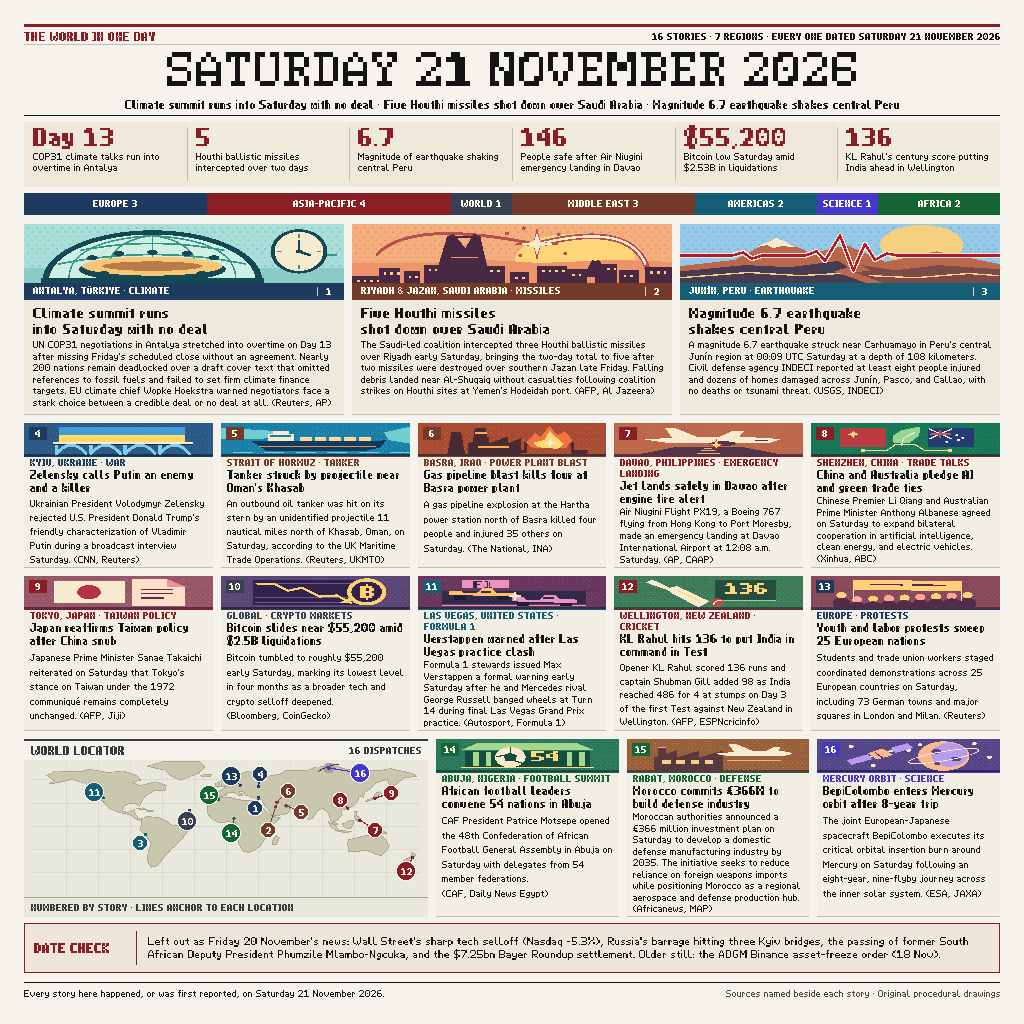 THE WORLD IN ONE DAY
16 STORIES · 7 REGIONS · EVERY ONE DATED SATURDAY 21 NOVEMBER 2026
SATURDAY 21 NOVEMBER 2026
Climate summit runs into Saturday with no deal · Five Houthi missiles shot down over Saudi Arabia · Magnitude 6.7 earthquake shakes central Peru
Day 13
COP31 climate talks run into
overtime in Antalya
5
Houthi ballistic missiles
intercepted over two days
6.7
Magnitude of earthquake shaking
central Peru
146
People safe after Air Niugini
emergency landing in Davao
$55,200
Bitcoin low Saturday amid
$2.53B in liquidations
136
KL Rahul's century score putting
India ahead in Wellington
EUROPE 3
ASIA-PACIFIC 4
WORLD 1
MIDDLE EAST 3
AMERICAS 2
SCIENCE 1
AFRICA 2
ANTALYA, TÜRKIYE · CLIMATE
1
Climate summit runs
into Saturday with no deal
UN COP31 negotiations in Antalya stretched into overtime on Day 13
after missing Friday's scheduled close without an agreement. Nearly
200 nations remain deadlocked over a draft cover text that omitted
references to fossil fuels and failed to set firm climate finance
targets. EU climate chief Wopke Hoekstra warned negotiators face a
stark choice between a credible deal or no deal at all. (Reuters, AP)
RIYADH & JAZAN, SAUDI ARABIA · MISSILES
2
Five Houthi missiles
shot down over Saudi Arabia
The Saudi-led coalition intercepted three Houthi ballistic missiles
over Riyadh early Saturday, bringing the two-day total to five after
two missiles were destroyed over southern Jazan late Friday. Falling
debris landed near Al-Shuqaiq without casualties following coalition
strikes on Houthi sites at Yemen's Hodeidah port. (AFP, Al Jazeera)
JUNÍN, PERU · EARTHQUAKE
3
Magnitude 6.7 earthquake
shakes central Peru
A magnitude 6.7 earthquake struck near Carhuamayo in Peru's central
Junín region at 00:09 UTC Saturday at a depth of 108 kilometers.
Civil defense agency INDECI reported at least eight people injured
and dozens of homes damaged across Junín, Pasco, and Callao, with
no deaths or tsunami threat. (USGS, INDECI)
4
KYIV, UKRAINE · WAR
Zelensky calls Putin an enemy
and a killer
Ukrainian President Volodymyr Zelensky
rejected U.S. President Donald Trump's
friendly characterization of Vladimir
Putin during a broadcast interview
Saturday. (CNN, Reuters)
5
STRAIT OF HORMUZ · TANKER
Tanker struck by projectile near
Oman's Khasab
An outbound oil tanker was hit on its
stern by an unidentified projectile 11
nautical miles north of Khasab, Oman, on
Saturday, according to the UK Maritime
Trade Operations. (Reuters, UKMTO)
6
BASRA, IRAQ · POWER PLANT BLAST
Gas pipeline blast kills four at
Basra power plant
A gas pipeline explosion at the Hartha
power station north of Basra killed four
people and injured 35 others on
Saturday. (The National, INA)
7
DAVAO, PHILIPPINES · EMERGENCY
LANDING
Jet lands safely in Davao after
engine fire alert
Air Niugini Flight PX19, a Boeing 767
flying from Hong Kong to Port Moresby,
made an emergency landing at Davao
International Airport at 12:08 a.m.
Saturday. (AP, CAAP)
8
SHENZHEN, CHINA · TRADE TALKS
China and Australia pledge AI
and green trade ties
Chinese Premier Li Qiang and Australian
Prime Minister Anthony Albanese agreed
on Saturday to expand bilateral
cooperation in artificial intelligence,
clean energy, and electric vehicles.
(Xinhua, ABC)
9
TOKYO, JAPAN · TAIWAN POLICY
Japan reaffirms Taiwan policy
after China snub
Japanese Prime Minister Sanae Takaichi
reiterated on Saturday that Tokyo's
stance on Taiwan under the 1972
communiqué remains completely
unchanged. (AFP, Jiji)
10
GLOBAL · CRYPTO MARKETS
Bitcoin slides near $55,200 amid
$2.5B liquidations
Bitcoin tumbled to roughly $55,200
early Saturday, marking its lowest level
in four months as a broader tech and
crypto selloff deepened.
(Bloomberg, CoinGecko)
11
LAS VEGAS, UNITED STATES ·
FORMULA 1
Verstappen warned after Las
Vegas practice clash
Formula 1 stewards issued Max
Verstappen a formal warning early
Saturday after he and Mercedes rival
George Russell banged wheels at Turn
14 during final Las Vegas Grand Prix
practice. (Autosport, Formula 1)
12
136
WELLINGTON, NEW ZEALAND ·
CRICKET
KL Rahul hits 136 to put India in
command in Test
Opener KL Rahul scored 136 runs and
captain Shubman Gill added 98 as India
reached 486 for 4 at stumps on Day 3
of the first Test against New Zealand in
Wellington. (AFP, ESPNcricinfo)
13
EUROPE · PROTESTS
Youth and labor protests sweep
25 European nations
Students and trade union workers staged
coordinated demonstrations across 25
European countries on Saturday,
including 73 German towns and major
squares in London and Milan. (Reuters)
WORLD LOCATOR
16 DISPATCHES
13
4
16
11
15
6
8
9
1
5
10
14
2
7
3
12
NUMBERED BY STORY · LINES ANCHOR TO EACH LOCATION
14
54
ABUJA, NIGERIA · FOOTBALL SUMMIT
African football leaders
convene 54 nations in Abuja
CAF President Patrice Motsepe opened
the 48th Confederation of African
Football General Assembly in Abuja on
Saturday with delegates from 54
member federations.
(CAF, Daily News Egypt)
15
RABAT, MOROCCO · DEFENSE
Morocco commits £366M to
build defense industry
Moroccan authorities announced a
£366 million investment plan on
Saturday to develop a domestic
defense manufacturing industry by
2035. The initiative seeks to reduce
reliance on foreign weapons imports
while positioning Morocco as a regional
aerospace and defense production hub.
(Africanews, MAP)
16
MERCURY ORBIT · SCIENCE
BepiColombo enters Mercury
orbit after 8-year trip
The joint European-Japanese
spacecraft BepiColombo executes its
critical orbital insertion burn around
Mercury on Saturday following an
eight-year, nine-flyby journey across
the inner solar system. (ESA, JAXA)
DATE CHECK
Left out as Friday 20 November's news: Wall Street's sharp tech selloff (Nasdaq -5.3%), Russia's barrage hitting three Kyiv bridges, the passing of former South
African Deputy President Phumzile Mlambo-Ngcuka, and the $7.25bn Bayer Roundup settlement. Older still: the ADGM Binance asset-freeze order (18 Nov).
Every story here happened, or was first reported, on Saturday 21 November 2026.
Sources named beside each story · Original procedural drawings